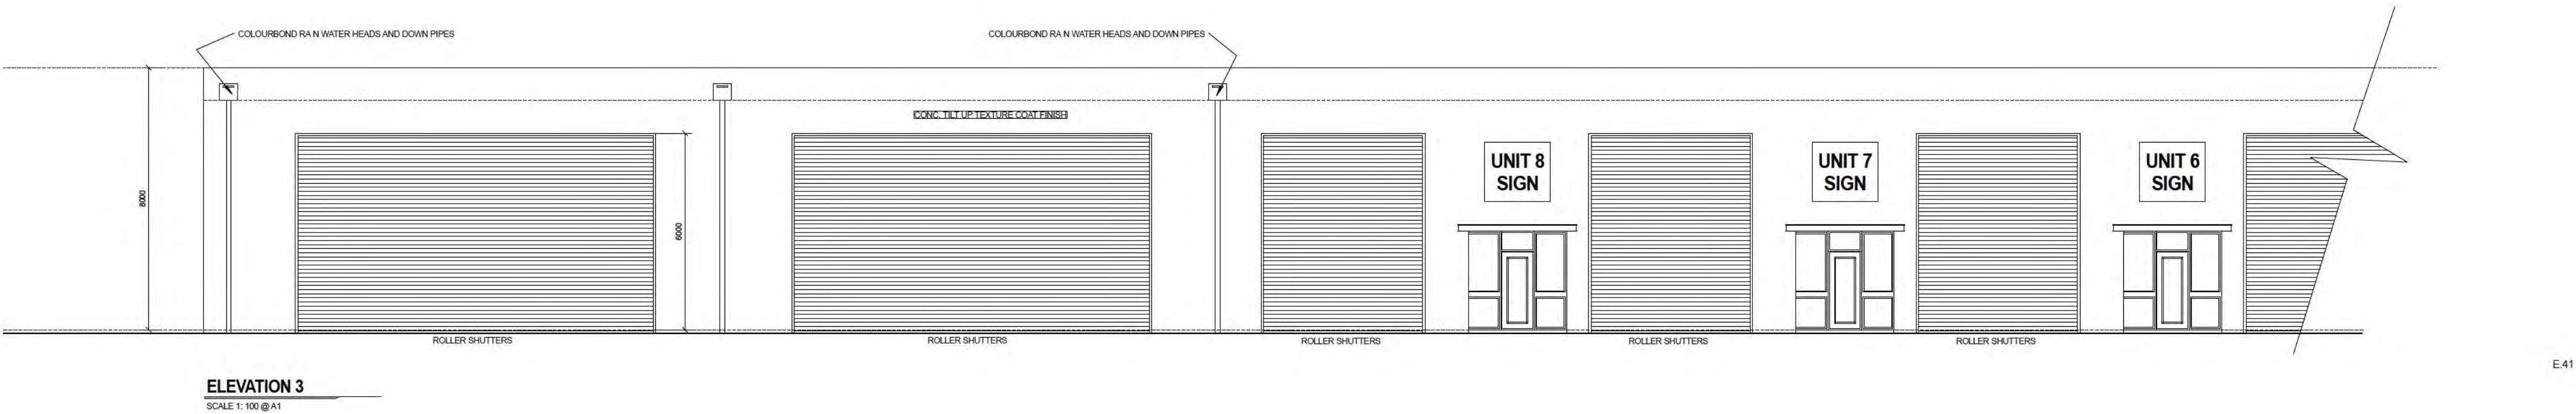 COLOURBOND RA N WATER HEADS AND DOWN PIPES
COLOURBOND RA N WATER HEADS AND DOWN PIPES
CONC. TILT UP TEXTURE COAT FINISH
8000
6000
UNIT 8
SIGN
UNIT 7
SIGN
UNIT 6
SIGN
ROLLER SHUTTERS
ROLLER SHUTTERS
ROLLER SHUTTERS
ROLLER SHUTTERS
ROLLER SHUTTERS
E.41
ELEVATION 3
SCALE 1: 100 @ A1